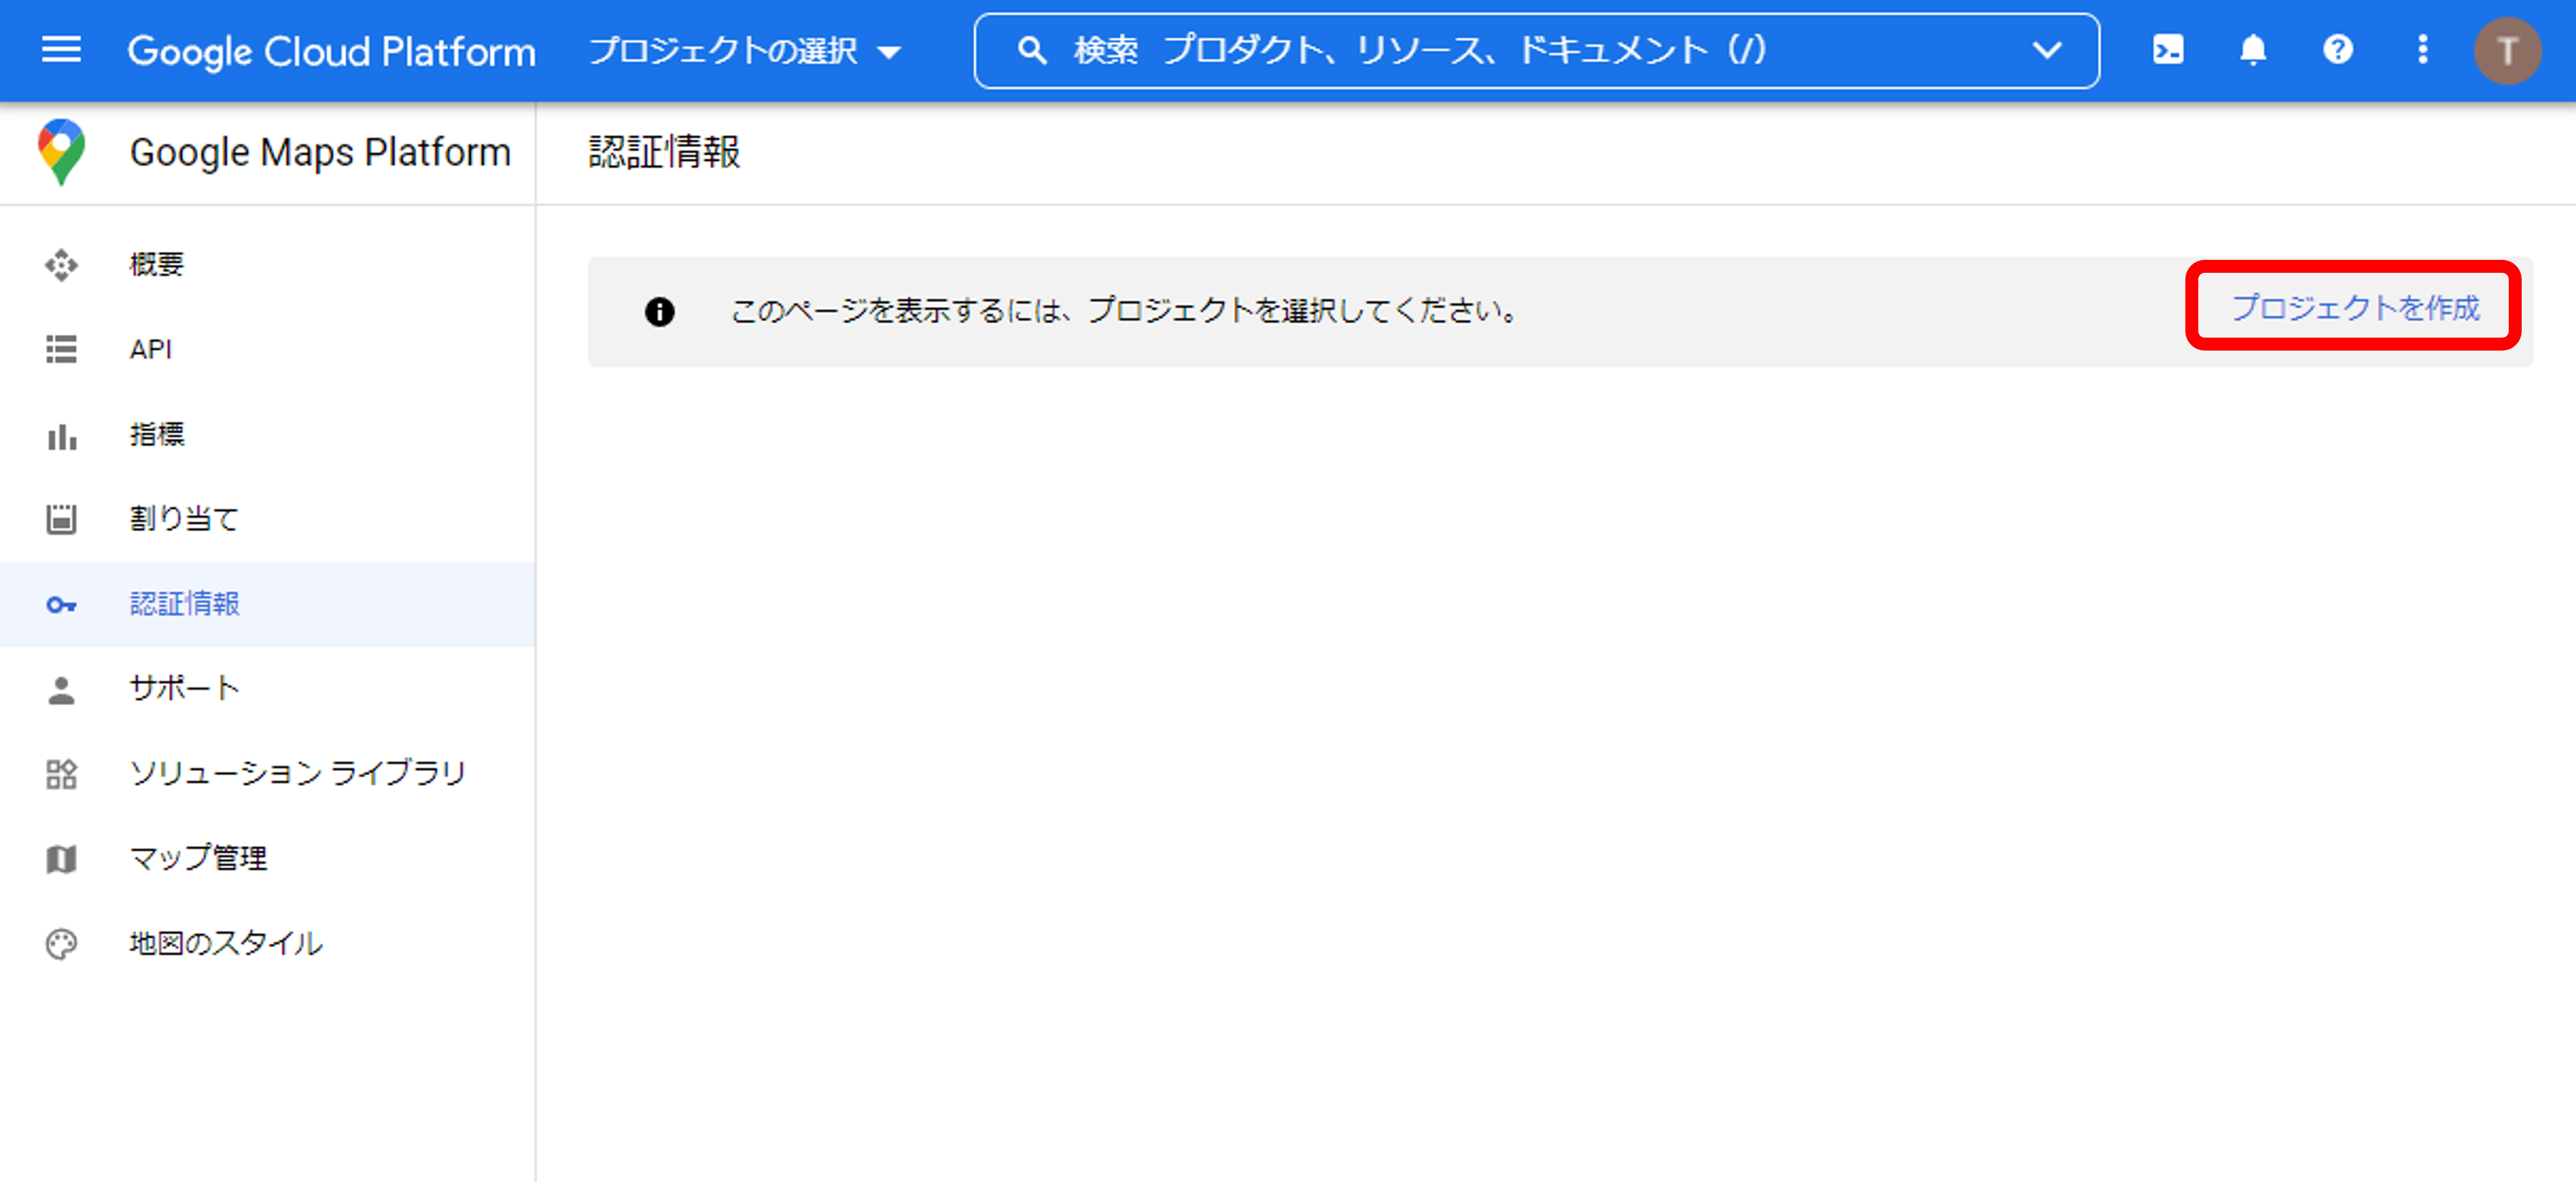 Google Cloud Platform
プロジェクトの選択
検索 プロダクト、リソース、ドキュメント (/)
T
Google Maps Platform
認証情報
概要
API
指標
割り当て
認証情報
サポート
ソリューション ライブラリ
マップ管理
地図のスタイル
このページを表示するには、プロジェクトを選択してください。
プロジェクトを作成